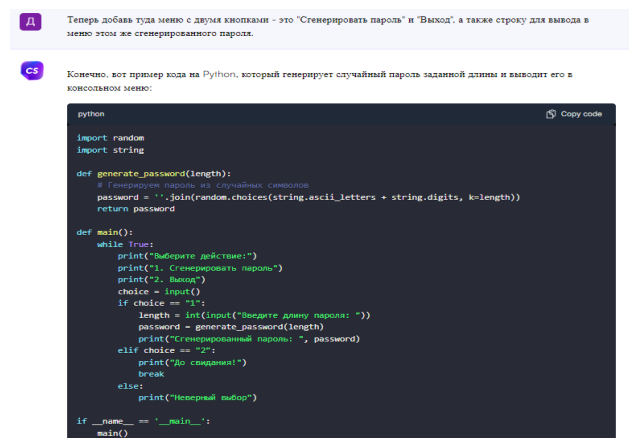 Д
Теперь добавь туда меню с двумя кнопками - это "Сгенерировать пароль" и "Выход", а также строку для вывода в
меню этом же сгенерированного пароля.
CS
Конечно, вот пример кода на Python, который генерирует случайный пароль заданной длины и выводит его в
консольном меню:
python
Copy code
import random
import string
def generate_password(length):
# Генерируем пароль из случайных символов
password = ''.join(random.choices(string.ascii_letters + string.digits, k=length))
return password
def main():
while True:
print("Выберите действие:")
print("1. Сгенерировать пароль")
print("2. Выход")
choice = input()
if choice == "1":
length = int(input("Введите длину пароля: "))
password = generate_password(length)
print("Сгенерированный пароль: ", password)
elif choice == "2":
print("До свидания!")
break
else:
print("Неверный выбор")
if __name__ == '__main__':
main()